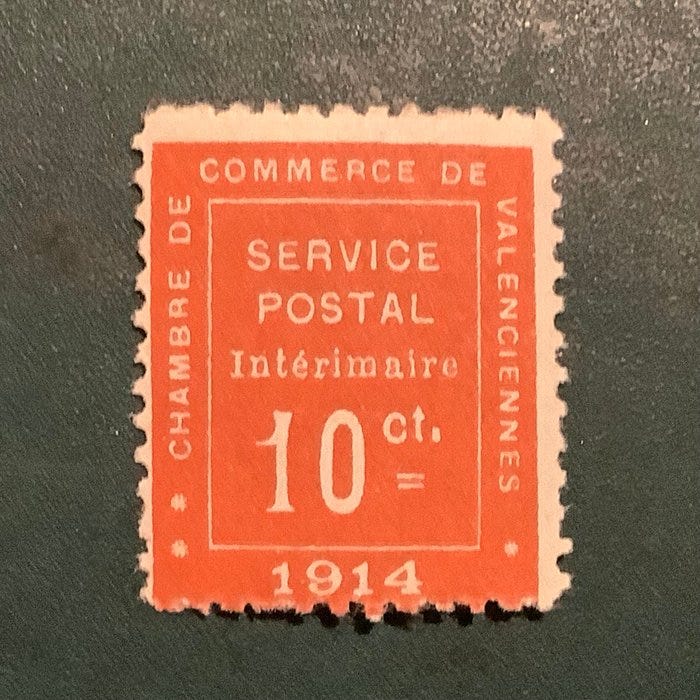 CHAMBRE DE
COMMERCE DE
VALENCIENNES
SERVICE
POSTAL
Intérimaire
10 ct.
1914